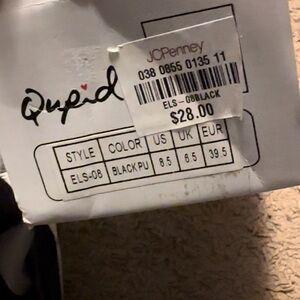 JCPenney
038 0855 0135 11
ELS-08BLACK
$28.00
Qupid
STYLE COLOR US UK EUR
ELS-08 BLACK PU 8.5 6.5 39.5